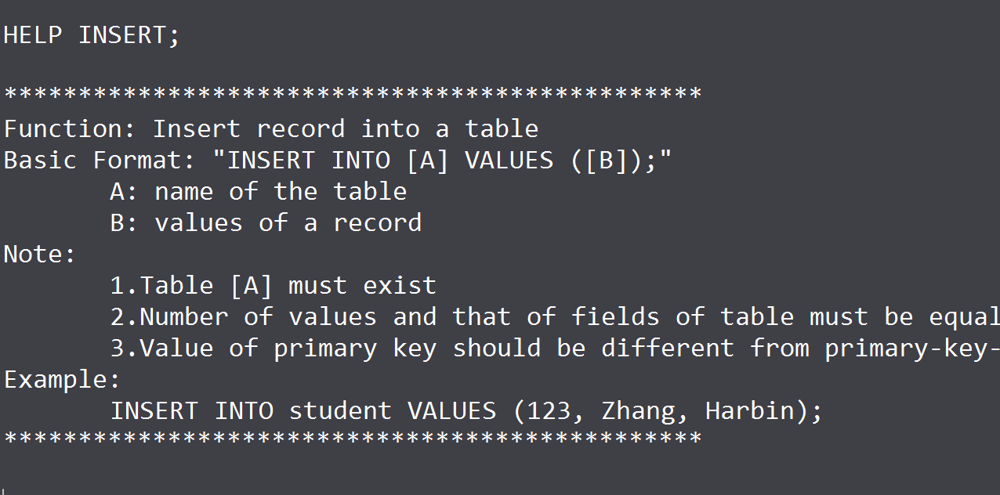 HELP INSERT;
***********************************************
Function: Insert record into a table
Basic Format: "INSERT INTO [A] VALUES ([B]);"
A: name of the table
B: values of a record
Note:
1.Table [A] must exist
2.Number of values and that of fields of table must be equal
3.Value of primary key should be different from primary-key-
Example:
INSERT INTO student VALUES (123, Zhang, Harbin);
***********************************************